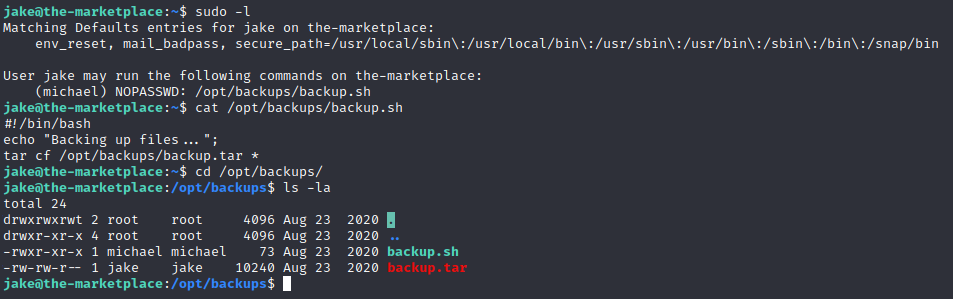 jake@the-marketplace:~$ sudo -l
Matching Defaults entries for jake on the-marketplace:
    env_reset, mail_badpass, secure_path=/usr/local/sbin\:/usr/local/bin\:/usr/sbin\:/usr/bin\:/sbin\:/bin\:/snap/bin

User jake may run the following commands on the-marketplace:
    (michael) NOPASSWD: /opt/backups/backup.sh
jake@the-marketplace:~$ cat /opt/backups/backup.sh
#!/bin/bash
echo "Backing up files...";
tar cf /opt/backups/backup.tar *
jake@the-marketplace:~$ cd /opt/backups/
jake@the-marketplace:/opt/backups$ ls -la
total 24
drwxrwxrwt 2 root    root     4096 Aug 23  2020 .
drwxr-xr-x 4 root    root     4096 Aug 23  2020 ..
-rwxr-xr-x 1 michael michael    73 Aug 23  2020 backup.sh
-rw-rw-r-- 1 jake    jake    10240 Aug 23  2020 backup.tar
jake@the-marketplace:/opt/backups$